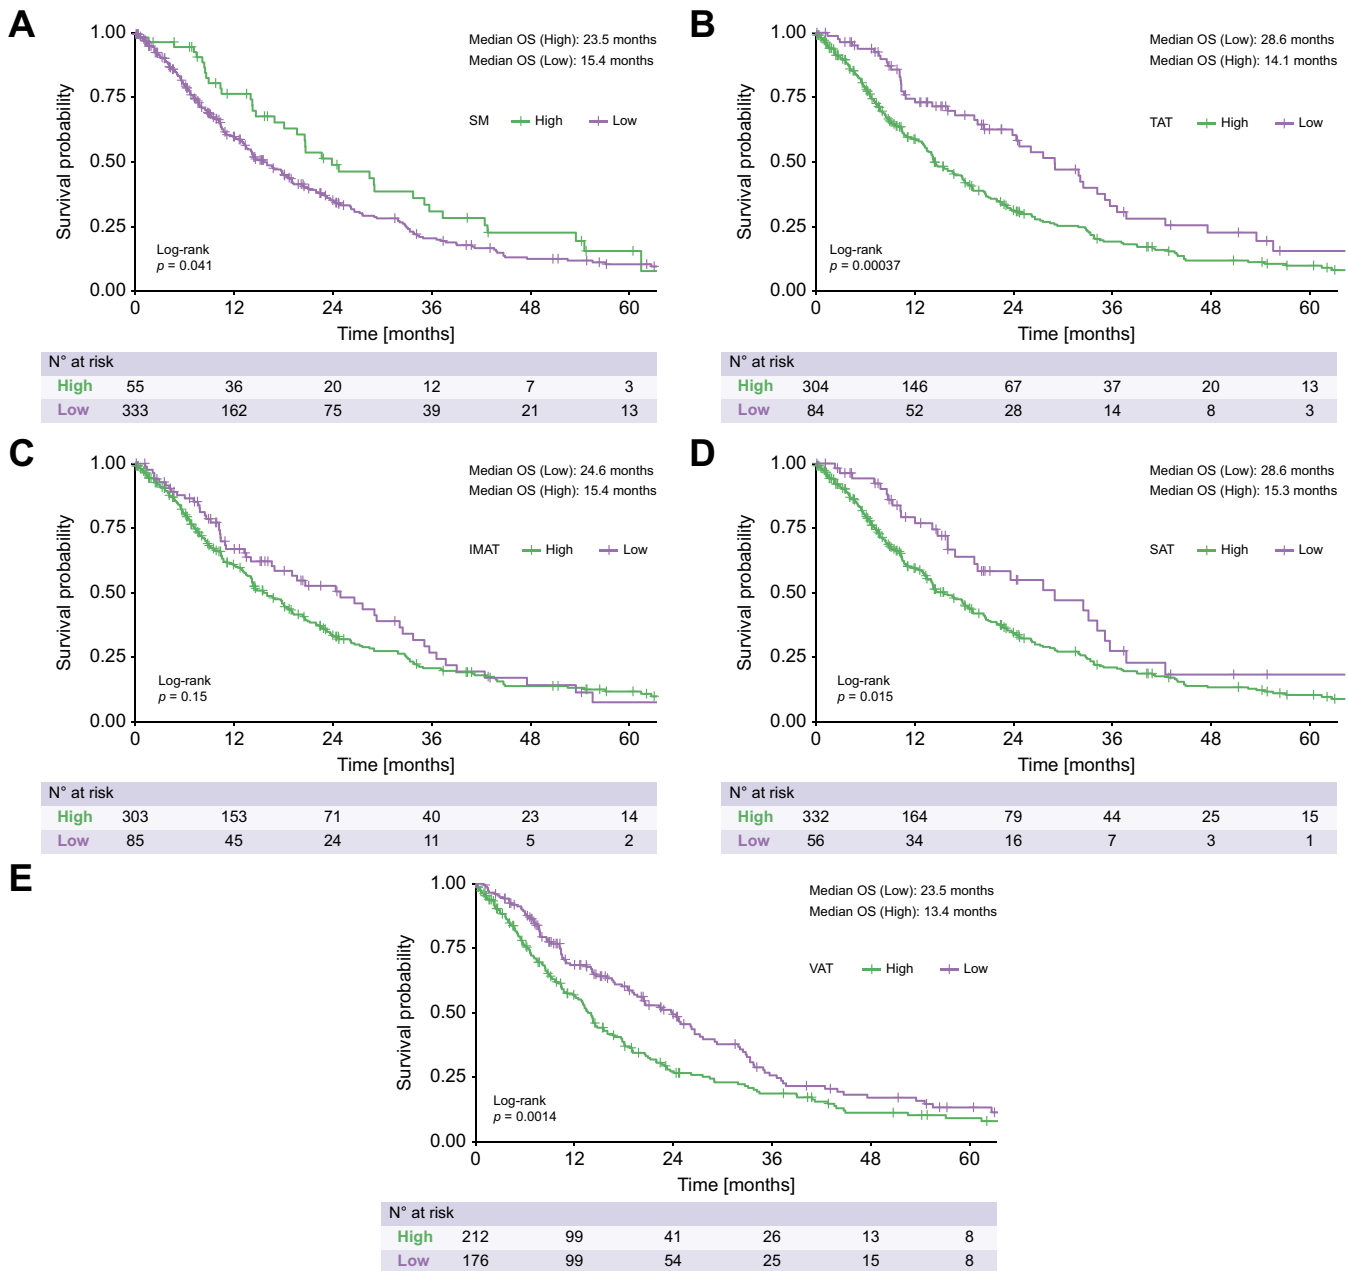 A
1.00
0.75
0.50
0.25
0.00
Survival probability
Median OS (High): 23.5 months
Median OS (Low): 15.4 months
SM High Low
Log-rank
p = 0.041
0 12 24 36 48 60
Time [months]
N° at risk
High 55 36 20 12 7 3
Low 333 162 75 39 21 13
B
1.00
0.75
0.50
0.25
0.00
Survival probability
Median OS (Low): 28.6 months
Median OS (High): 14.1 months
TAT High Low
Log-rank
p = 0.00037
0 12 24 36 48 60
Time [months]
N° at risk
High 304 146 67 37 20 13
Low 84 52 28 14 8 3
C
1.00
0.75
0.50
0.25
0.00
Survival probability
Median OS (Low): 24.6 months
Median OS (High): 15.4 months
IMAT High Low
Log-rank
p = 0.15
0 12 24 36 48 60
Time [months]
N° at risk
High 303 153 71 40 23 14
Low 85 45 24 11 5 2
D
1.00
0.75
0.50
0.25
0.00
Survival probability
Median OS (Low): 28.6 months
Median OS (High): 15.3 months
SAT High Low
Log-rank
p = 0.015
0 12 24 36 48 60
Time [months]
N° at risk
High 332 164 79 44 25 15
Low 56 34 16 7 3 1
E
1.00
0.75
0.50
0.25
0.00
Survival probability
Median OS (Low): 23.5 months
Median OS (High): 13.4 months
VAT High Low
Log-rank
p = 0.0014
0 12 24 36 48 60
Time [months]
N° at risk
High 212 99 41 26 13 8
Low 176 99 54 25 15 8